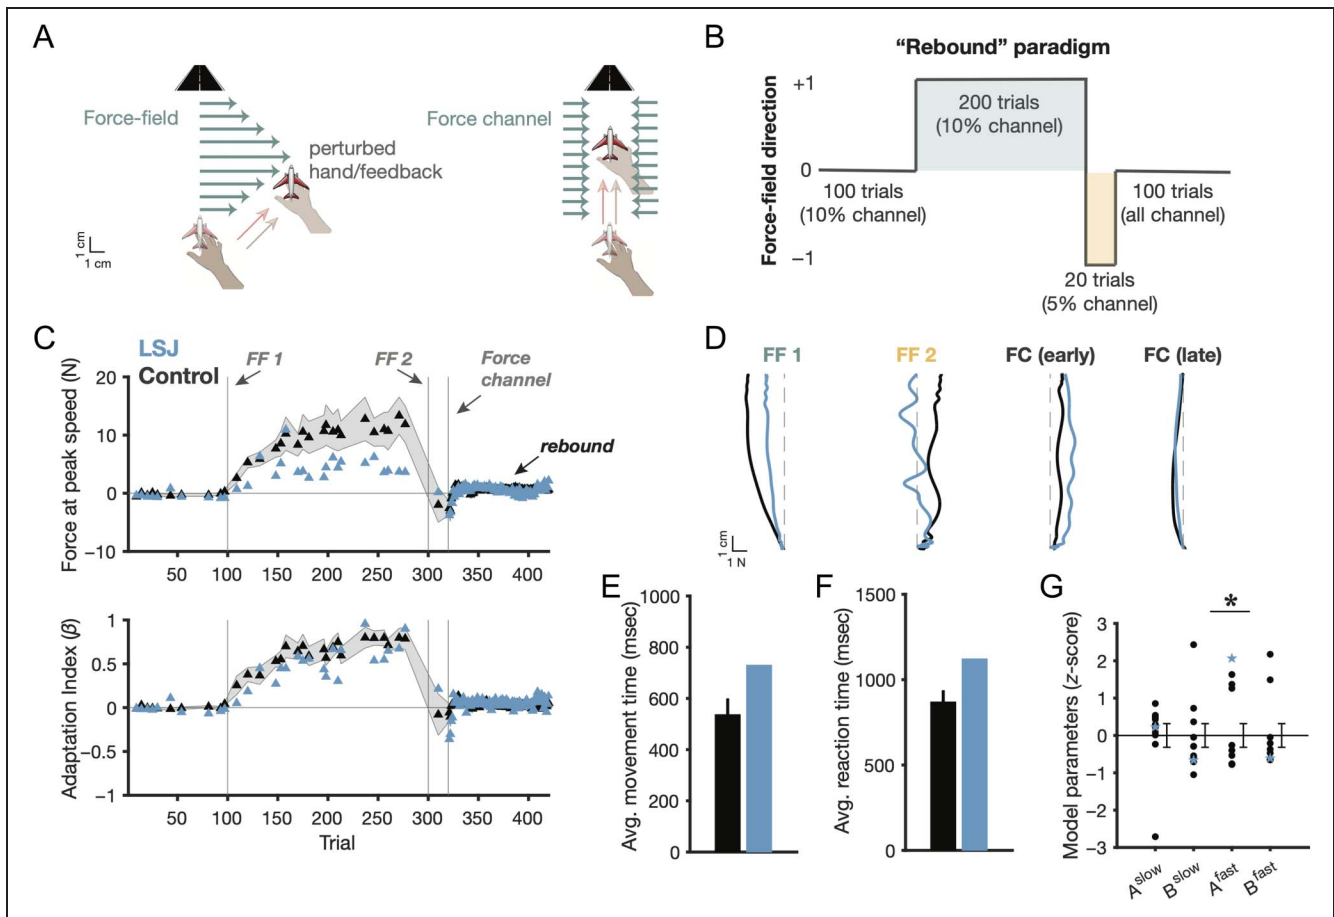 A
Force-field
perturbed
hand/feedback
1 cm
1 cm
Force channel
B
“Rebound” paradigm
Force-field direction
+1
0
−1
200 trials
(10% channel)
100 trials
(10% channel)
100 trials
(all channel)
20 trials
(5% channel)
C
LSJ
Control
FF 1
FF 2
Force
channel
rebound
Force at peak speed (N)
20
10
0
−10
50 100 150 200 250 300 350 400
Adaptation Index (β)
1
0.5
0
−0.5
−1
50 100 150 200 250 300 350 400
Trial
D
FF 1
FF 2
FC (early)
FC (late)
1 cm
1 N
E
Avg. movement time (msec)
1000
800
600
400
200
0
F
Avg. reaction time (msec)
1500
1000
500
0
G
*
Model parameters (z-score)
3
2
1
0
−1
−2
−3
A^slow
B^slow
A^fast
B^fast